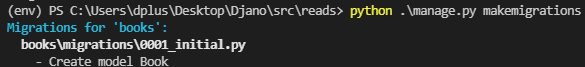 (env) PS C:\Users\dplus\Desktop\Djano\src\reads> python .\manage.py makemigrations
Migrations for 'books':
books\migrations\0001_initial.py
- Create model Book